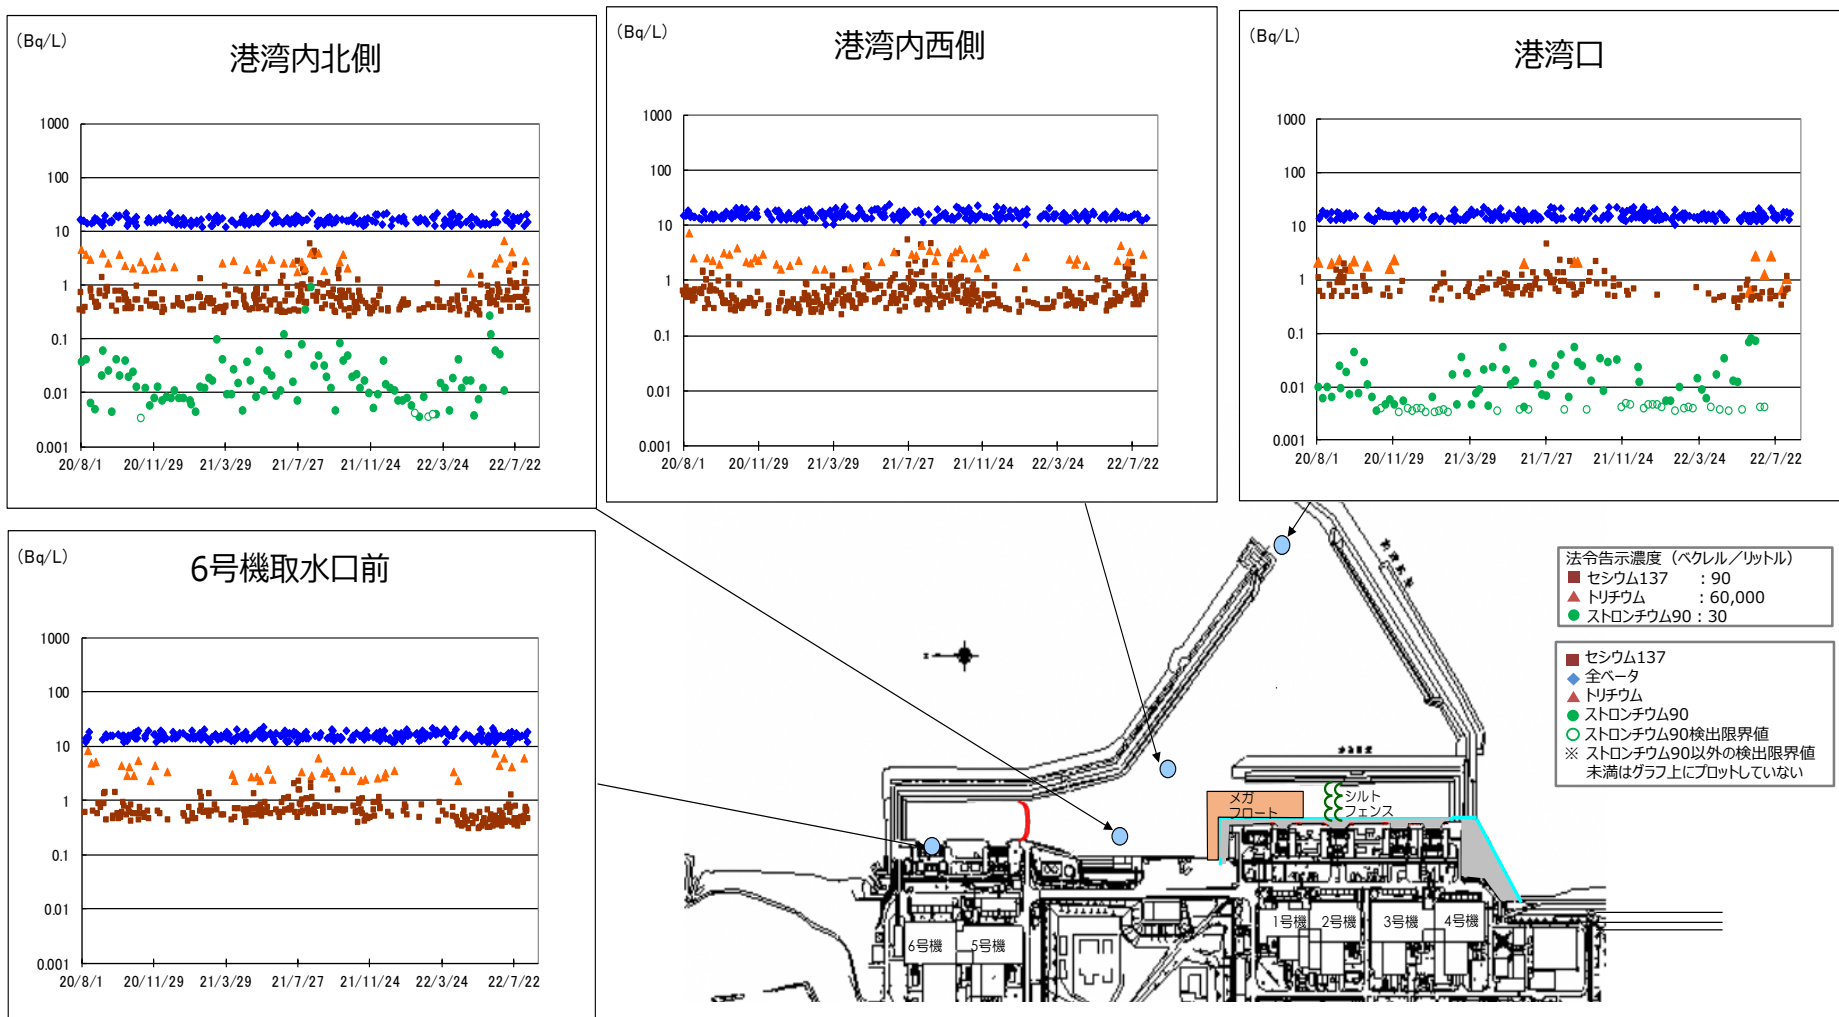 (Bq/L)
港湾内北側
1000
100
10
1
0.1
0.01
0.001
20/8/1
20/11/29
21/3/29
21/7/27
21/11/24
22/3/24
22/7/22
(Bq/L)
港湾内西側
1000
100
10
1
0.1
0.01
0.001
20/8/1
20/11/29
21/3/29
21/7/27
21/11/24
22/3/24
22/7/22
(Bq/L)
港湾口
1000
100
10
1
0.1
0.01
0.001
20/8/1
20/11/29
21/3/29
21/7/27
21/11/24
22/3/24
22/7/22
(Bq/L)
6号機取水口前
1000
100
10
1
0.1
0.01
0.001
20/8/1
20/11/29
21/3/29
21/7/27
21/11/24
22/3/24
22/7/22
法令告示濃度（ベクレル／リットル）
セシウム137 ：90
トリチウム ：60,000
ストロンチウム90：30
セシウム137
全ベータ
トリチウム
ストロンチウム90
ストロンチウム90検出限界値
※ ストロンチウム90以外の検出限界値
未満はグラフ上にプロットしていない
メガ
フロート
シルト
フェンス
6号機
5号機
1号機
2号機
3号機
4号機